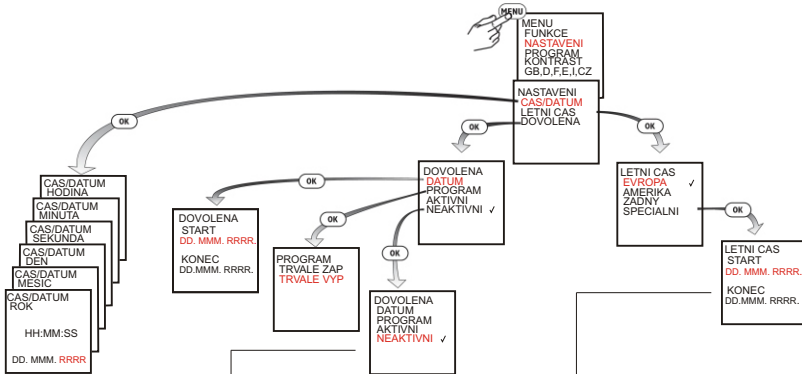 MENU
MENU
FUNKCE
NASTAVENI
PROGRAM
KONTRAST
GB,D,F,E,I,CZ
NASTAVENI
CAS/DATUM
LETNI CAS
DOVOLENA
OK
OK
OK
CAS/DATUM
HODINA
CAS/DATUM
MINUTA
CAS/DATUM
SEKUNDA
CAS/DATUM
DEN
CAS/DATUM
MESIC
CAS/DATUM
ROK
HH:MM:SS
DD. MMM. RRRR
DOVOLENA
DATUM
PROGRAM
AKTIVNI
NEAKTIVNI ✓
OK
OK
OK
DOVOLENA
START
DD. MMM. RRRR.
KONEC
DD.MMM. RRRR.
PROGRAM
TRVALE ZAP
TRVALE VYP
DOVOLENA
DATUM
PROGRAM
AKTIVNI
NEAKTIVNI ✓
LETNI CAS
EVROPA ✓
AMERIKA
ZADNY
SPECIALNI
OK
LETNI CAS
START
DD. MMM. RRRR.
KONEC
DD.MMM. RRRR.